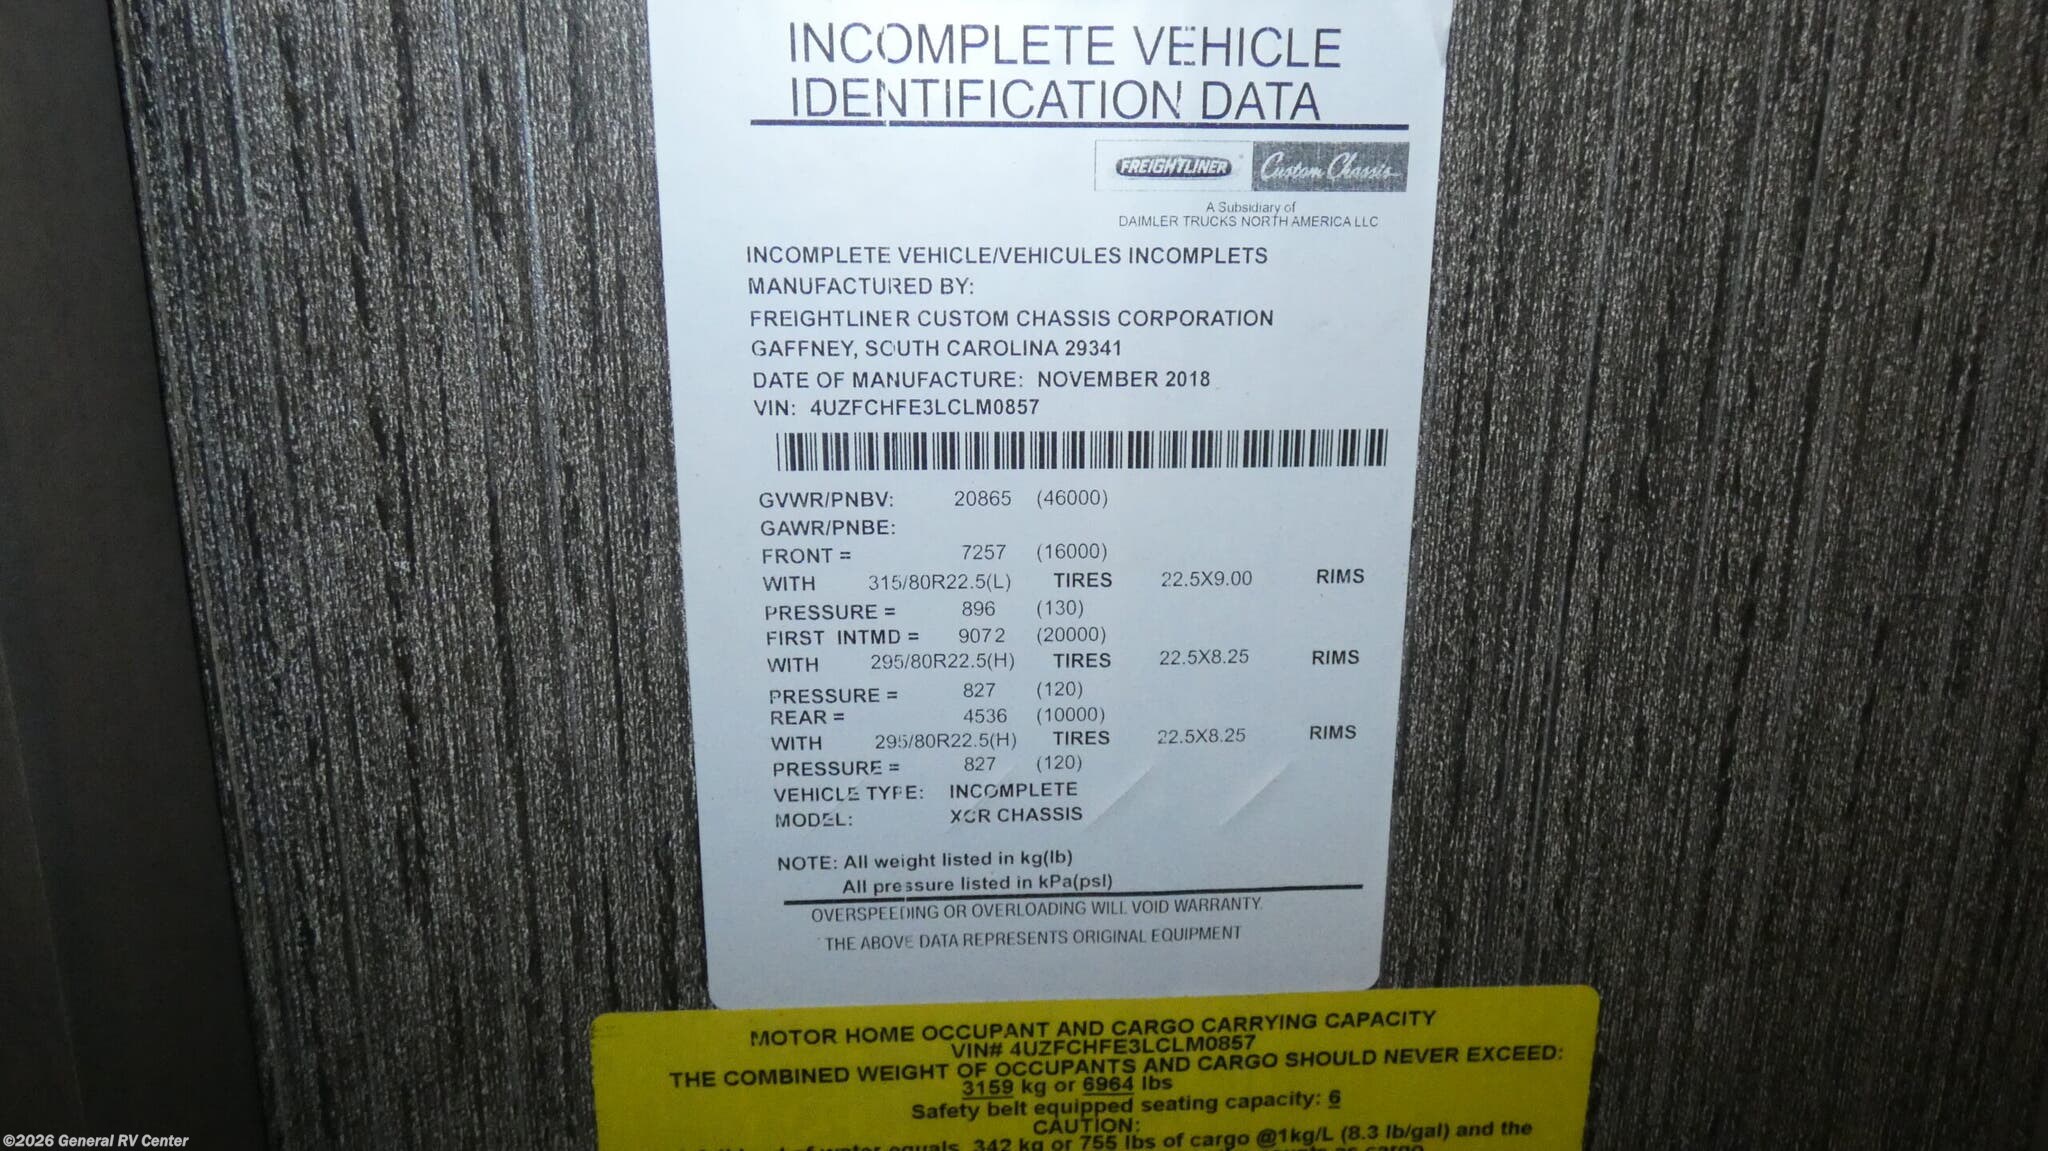 INCOMPLETE VEHICLE
IDENTIFICATION DATA
FREIGHTLINER Custom Chassis
A Subsidiary of
DAIMLER TRUCKS NORTH AMERICA LLC
INCOMPLETE VEHICLE/VEHICULES INCOMPLETS
MANUFACTURED BY:
FREIGHTLINER CUSTOM CHASSIS CORPORATION
GAFFNEY, SOUTH CAROLINA 29341
DATE OF MANUFACTURE: NOVEMBER 2018
VIN: 4UZFCHFE3LCLM0857
GVWR/PNBV: 20865 (46000)
GAWR/PNBE:
FRONT = 7257 (16000)
WITH 315/80R22.5(L) TIRES 22.5X9.00 RIMS
PRESSURE = 896 (130)
FIRST INTMD = 9072 (20000)
WITH 295/80R22.5(H) TIRES 22.5X8.25 RIMS
PRESSURE = 827 (120)
REAR = 4536 (10000)
WITH 295/80R22.5(H) TIRES 22.5X8.25 RIMS
PRESSURE = 827 (120)
VEHICLE TYPE: INCOMPLETE
MODEL: XCR CHASSIS
NOTE: All weight listed in kg(lb)
All pressure listed in kPa(psl)
OVERSPEEDING OR OVERLOADING WILL VOID WARRANTY.
THE ABOVE DATA REPRESENTS ORIGINAL EQUIPMENT
MOTOR HOME OCCUPANT AND CARGO CARRYING CAPACITY
VIN# 4UZFCHFE3LCLM0857
THE COMBINED WEIGHT OF OCCUPANTS AND CARGO SHOULD NEVER EXCEED:
3159 kg or 6964 lbs
Safety belt equipped seating capacity: 6
CAUTION:
of water equals 342 kg or 755 lbs of cargo @1kg/L (8.3 lb/gal) and the
as cargo
©2026 General RV Center